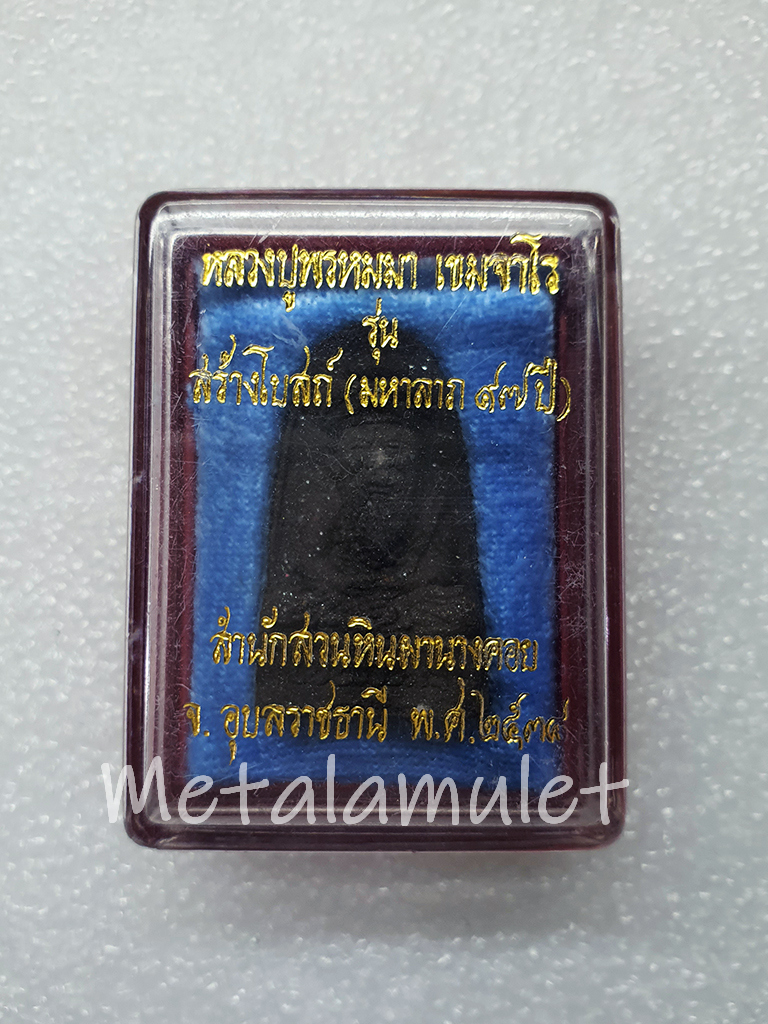 หลวงปู่พรหมมา เขมจาโร
รุ่น
สร้างโบสถ์ (มหาลาภ ๙๗ ปี)
สำนักสวนหินผานางคอย
จ. อุบลราชธานี พ.ศ.๒๕๓๙
Metalamulet